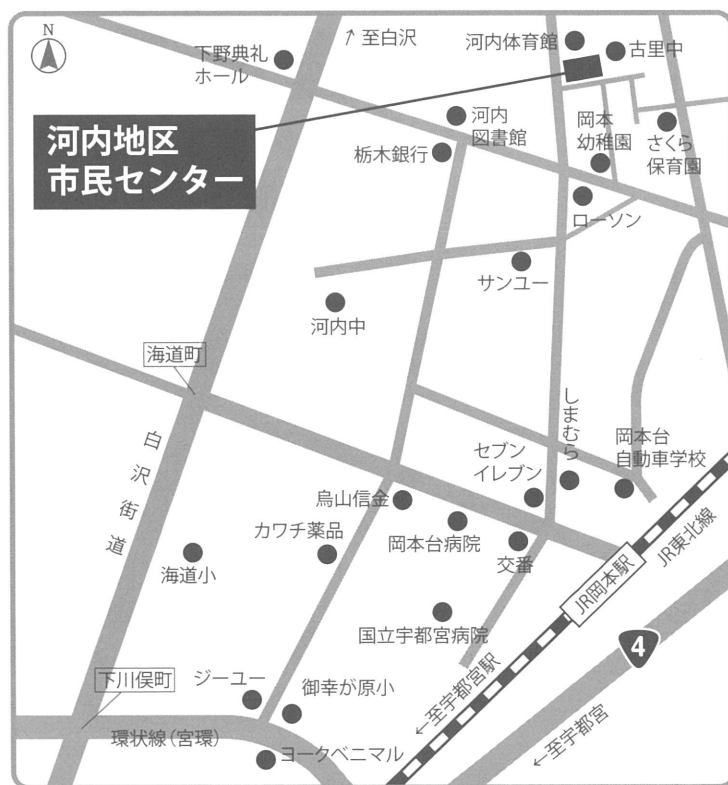 N
下野典礼
ホール
↑至白沢
河内体育館
古里中
河内地区
市民センター
河内
図書館
栃木銀行
岡本
幼稚園
さくら
保育園
ローソン
サンユー
河内中
海道町
白沢街道
しまむら
セブン
イレブン
岡本台
自動車学校
烏山信金
岡本台病院
交番
カワチ薬品
海道小
JR東北線
JR岡本駅
国立宇都宮病院
4
下川俣町
ジーユー
御幸が原小
←至宇都宮駅
←至宇都宮
環状線(宮環)
ヨークベニマル